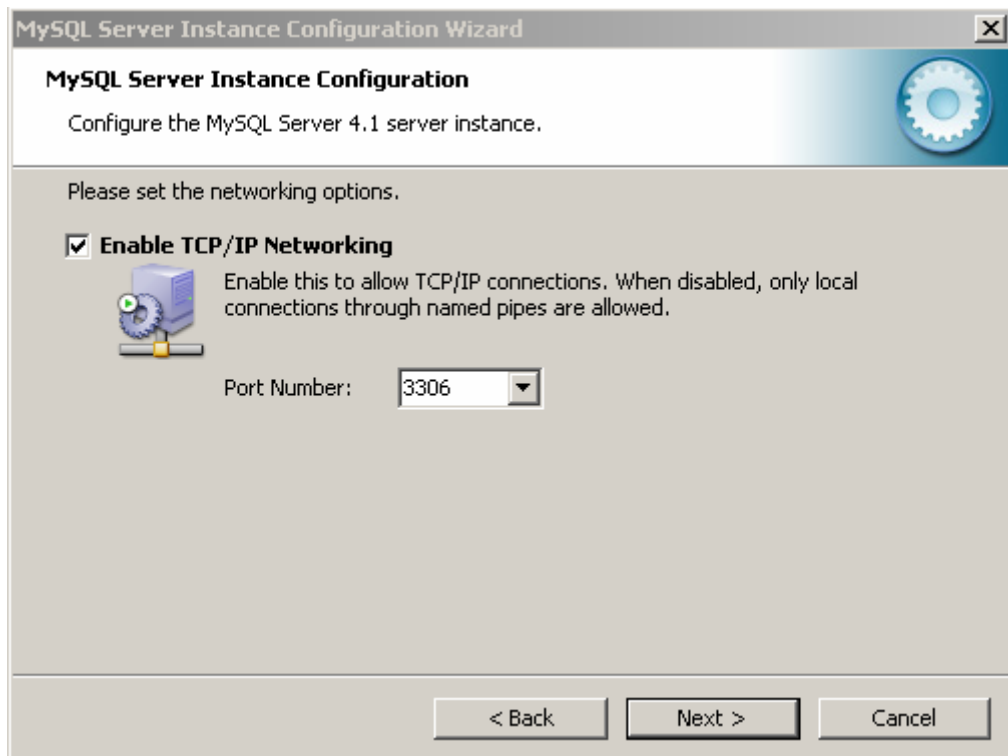 MySQL Server Instance Configuration Wizard
MySQL Server Instance Configuration
Configure the MySQL Server 4.1 server instance.
Please set the networking options.
Enable TCP/IP Networking
Enable this to allow TCP/IP connections. When disabled, only local
connections through named pipes are allowed.
Port Number: 3306
< Back Next > Cancel